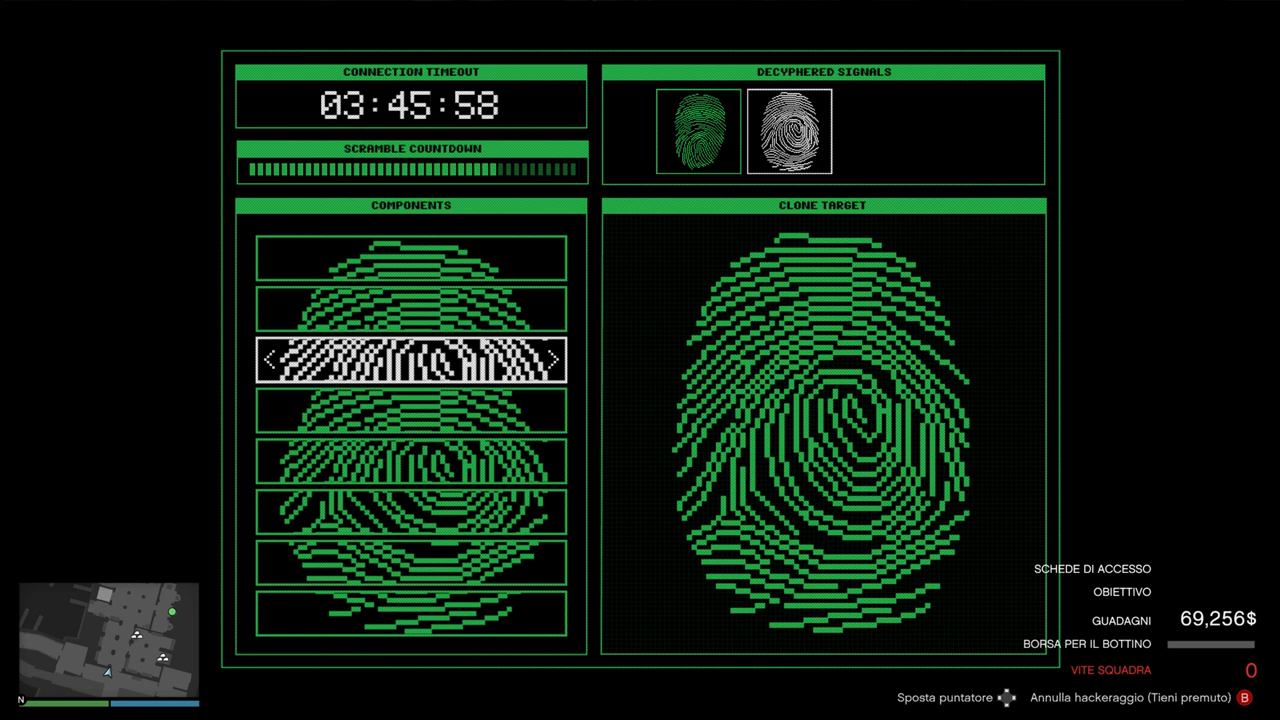 CONNECTION TIMEOUT
03:45:58
DECYPHERED SIGNALS
SCRAMBLE COUNTDOWN
COMPONENTS
CLONE TARGET
SCHEDE DI ACCESSO
OBIETTIVO
GUADAGNI 69,256$
BORSA PER IL BOTTINO
VITE SQUADRA 0
N
Sposta puntatore Annulla hackeraggio (Tieni premuto) B